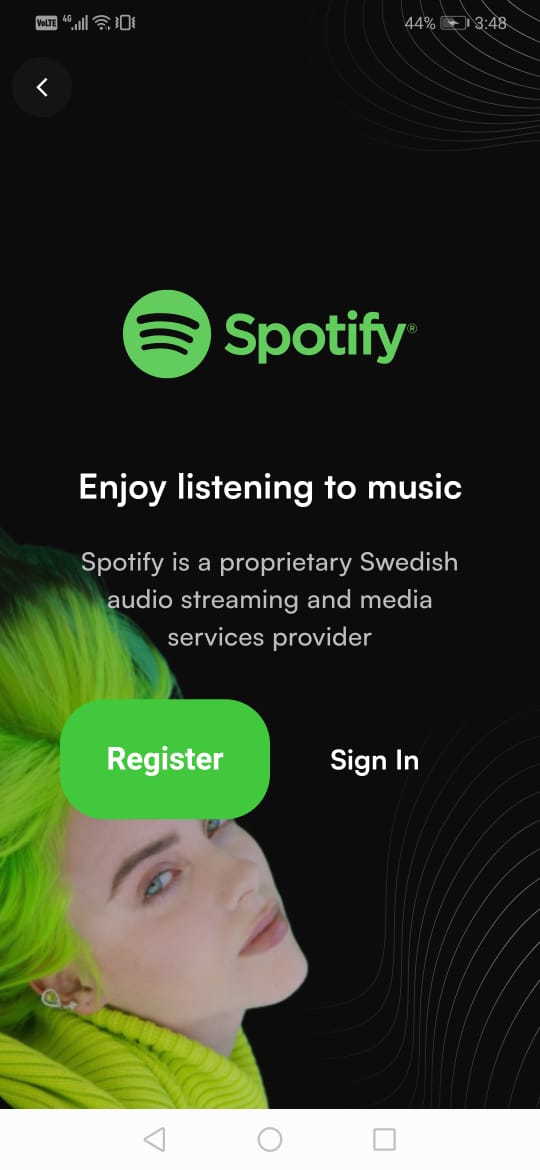 VoLTE 4G 44% 3:48
Spotify®
Enjoy listening to music
Spotify is a proprietary Swedish
audio streaming and media
services provider
Register Sign In